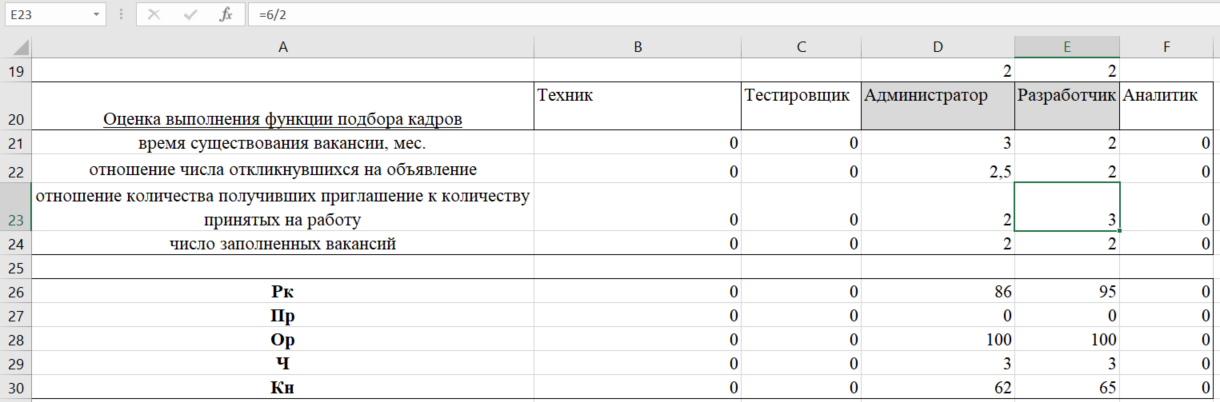 E23 fx =6/2
A B C D E F
19 2 2
20 Оценка выполнения функции подбора кадров Техник Тестировщик Администратор Разработчик Аналитик
21 время существования вакансии, мес. 0 0 3 2 0
22 отношение числа откликнувшихся на объявление 0 0 2,5 2 0
отношение количества получивших приглашение к количеству
23 принятых на работу 0 0 2 3 0
24 число заполненных вакансий 0 0 2 2 0
25
26 Рк 0 0 86 95 0
27 Пр 0 0 0 0 0
28 Ор 0 0 100 100 0
29 Ч 0 0 3 3 0
30 Кн 0 0 62 65 0